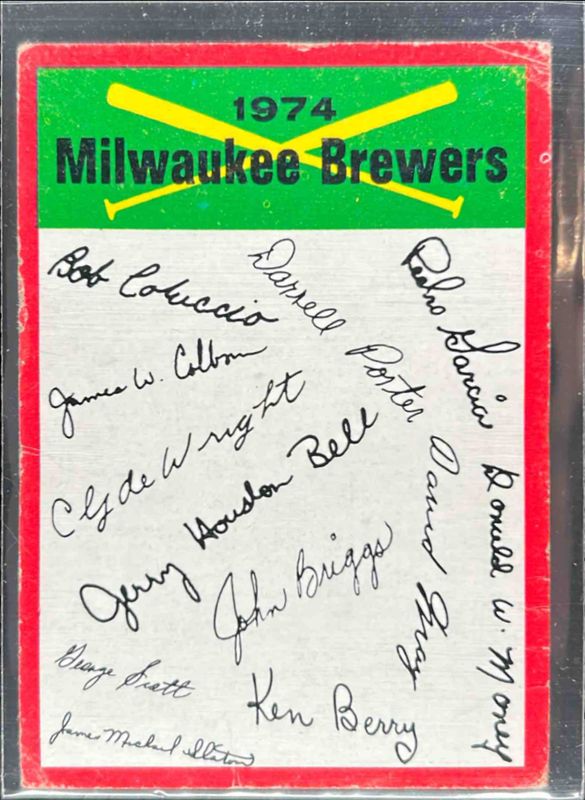 1974
Milwaukee Brewers
Bob Coluccio
Darrell Porter
Pedro Garcia
James W. Colborn
Clyde Wright
Jerry Houston Bell
David Gray
Donald W. Money
John Briggs
George Scott
Ken Berry
James Michael Slaton